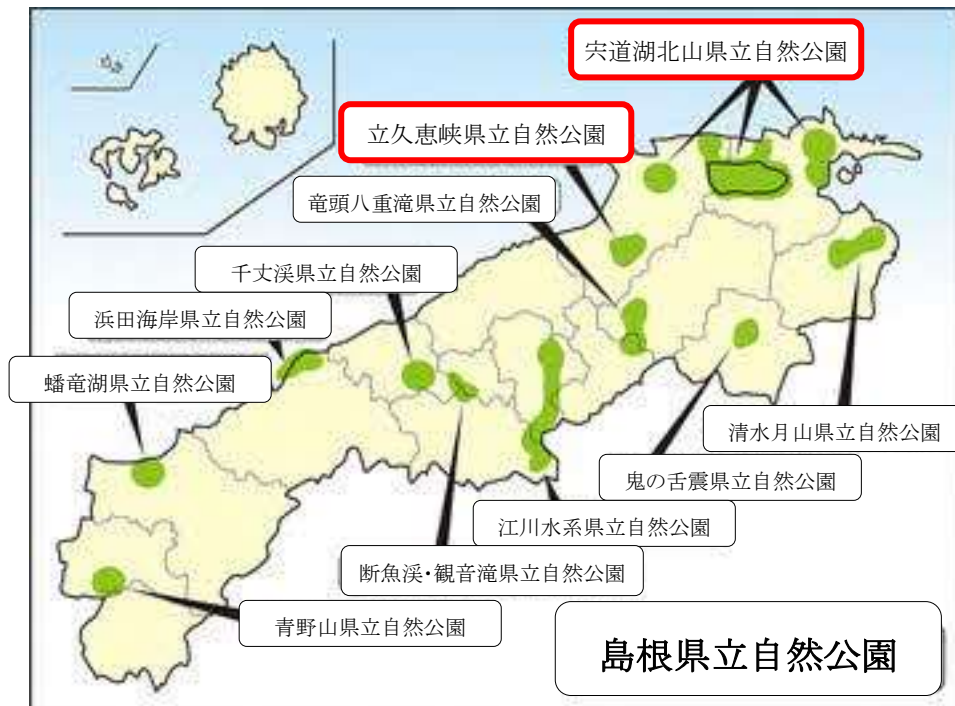 宍道湖北山県立自然公園
立久恵峡県立自然公園
竜頭八重滝県立自然公園
千丈渓県立自然公園
浜田海岸県立自然公園
蟠竜湖県立自然公園
清水月山県立自然公園
鬼の舌震県立自然公園
江川水系県立自然公園
断魚渓・観音滝県立自然公園
青野山県立自然公園
島根県立自然公園